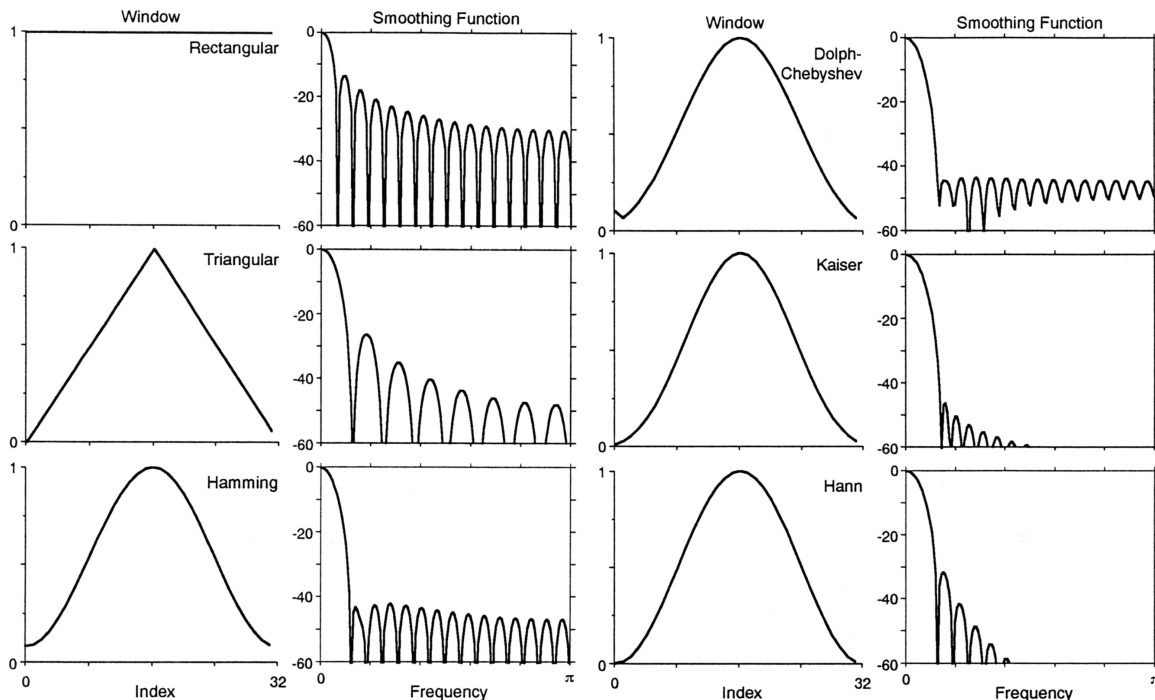 Window
Smoothing Function
Window
Smoothing Function
1
Rectangular
0
0
-20
-40
-60
1
Dolph-
Chebyshev
0
0
-20
-40
-60
1
Triangular
0
0
-20
-40
-60
1
Kaiser
0
0
-20
-40
-60
1
Hamming
0
0
-20
-40
-60
1
Hann
0
0
-20
-40
-60
0
Index
32
0
Frequency
π
0
Index
32
0
Frequency
π